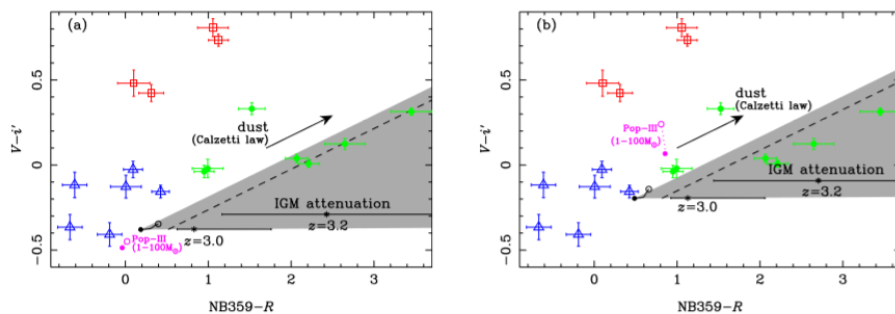 (a)
dust
(Calzetti law)
IGM attenuation
z=3.2
z=3.0
Pop-III
(1-100M⊙)
0.5
0
-0.5
V-i'
0 1 2 3
NB359-R
(b)
dust
(Calzetti law)
Pop-III
(1-100M⊙)
IGM attenuation
z=3.2
z=3.0
0.5
0
-0.5
V-i'
0 1 2 3
NB359-R